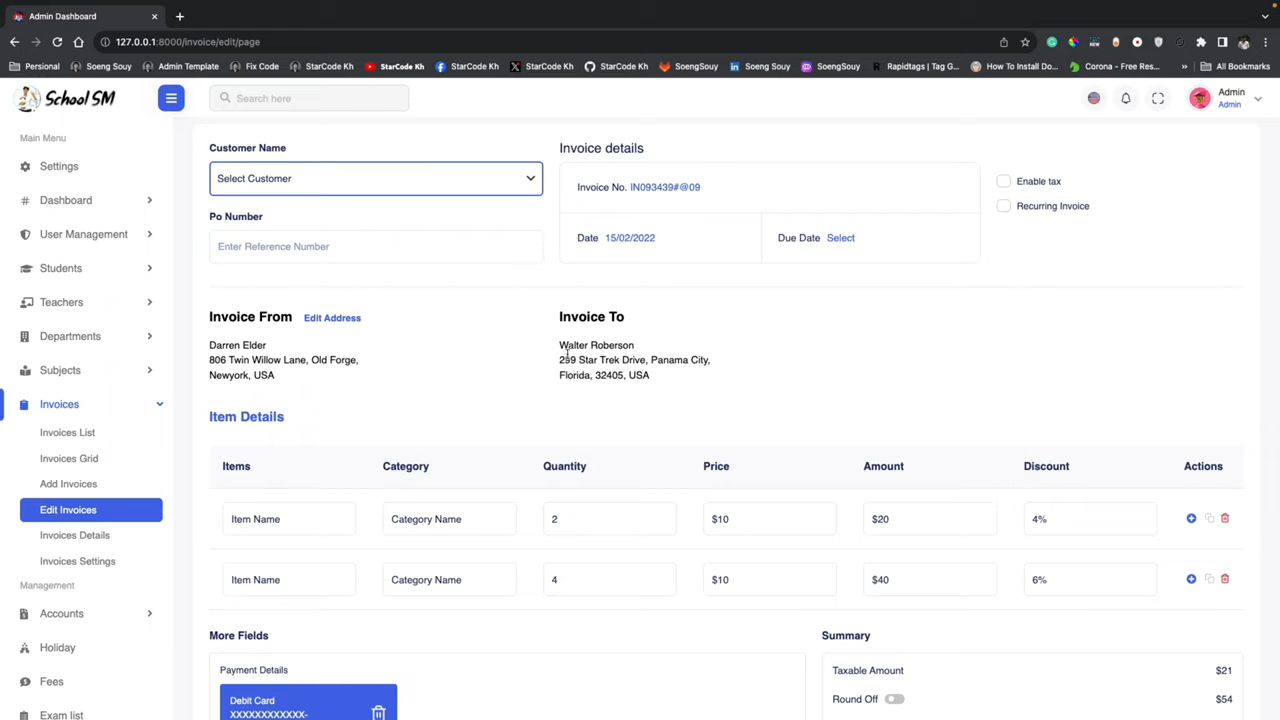 Admin Dashboard
127.0.0.1:8000/invoice/edit/page
Personal
Soeng Souy
Admin Template
Fix Code
StarCode Kh
StarCode Kh
StarCode Kh
StarCode Kh
StarCode Kh
SoengSouy
Soeng Souy
SoengSouy
Rapidtags | Tag G...
How To Install Do...
Corona - Free Res...
»
All Bookmarks
School SM
Search here
Admin
Admin
Main Menu
Settings
Dashboard
User Management
Students
Teachers
Departments
Subjects
Invoices
Invoices List
Invoices Grid
Add Invoices
Edit Invoices
Invoices Details
Invoices Settings
Management
Accounts
Holiday
Fees
Exam list
Customer Name
Select Customer
Po Number
Enter Reference Number
Invoice details
Invoice No. IN093439#@09
Date 15/02/2022
Due Date Select
Enable tax
Recurring Invoice
Invoice From Edit Address
Darren Elder
806 Twin Willow Lane, Old Forge,
Newyork, USA
Invoice To
Walter Roberson
299 Star Trek Drive, Panama City,
Florida, 32405, USA
Item Details
Items Category Quantity Price Amount Discount Actions
Item Name Category Name 2 $10 $20 4%
Item Name Category Name 4 $10 $40 6%
More Fields
Payment Details
Debit Card
XXXXXXXXXXXX-
Summary
Taxable Amount $21
Round Off $54